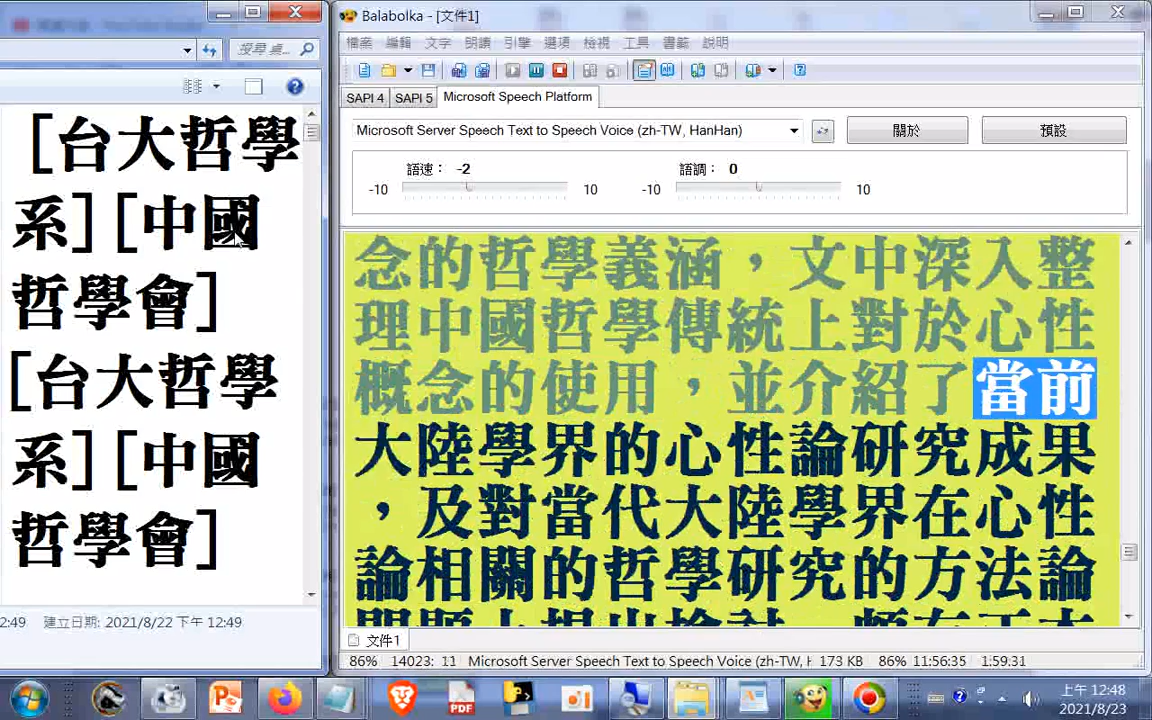 搜尋 桌...
[台大哲學
系] [中國
哲學會]
[台大哲學
系] [中國
哲學會]
12:49 建立日期: 2021/8/22 下午 12:49
Balabolka - [文件1]
檔案 編輯 文字 朗讀 引擎 選項 檢視 工具 書籤 說明
SAPI 4 SAPI 5 Microsoft Speech Platform
Microsoft Server Speech Text to Speech Voice (zh-TW, HanHan) 關於 預設
語速: -2 語調: 0
-10 10 -10 10
念的哲學義涵，文中深入整
理中國哲學傳統上對於心性
概念的使用，並介紹了當前
大陸學界的心性論研究成果
，及對當代大陸學界在心性
論相關的哲學研究的方法論
文件1
86% 14023: 11 Microsoft Server Speech Text to Speech Voice (zh-TW, H 173 KB 86% 11:56:35 1:59:31
PDF
上午 12:48
2021/8/23